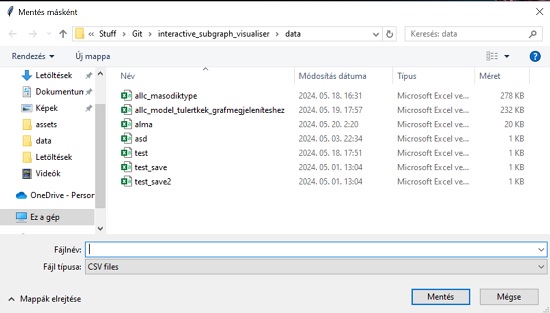 Mentés másként
« Stuff › Git › interactive_subgraph_visualiser › data
Keresés: data
Rendezés Új mappa
Letöltések
Dokumentum
Képek
assets
data
Letöltések
Videók
OneDrive - Person
Ez a gép
Név Módosítás dátuma Típus Méret
allc_masodiktype 2024. 05. 18. 16:31 Microsoft Excel ve... 278 KB
allc_model_tulertkek_grafmegjeleniteshez 2024. 05. 19. 17:57 Microsoft Excel ve... 232 KB
alma 2024. 05. 20. 2:20 Microsoft Excel ve... 20 KB
asd 2024. 05. 03. 22:34 Microsoft Excel ve... 1 KB
test 2024. 05. 18. 17:51 Microsoft Excel ve... 1 KB
test_save 2024. 05. 01. 13:04 Microsoft Excel ve... 1 KB
test_save2 2024. 05. 01. 13:04 Microsoft Excel ve... 1 KB
Fájlnév:
Fájl típusa: CSV files
Mappák elrejtése
Mentés Mégse